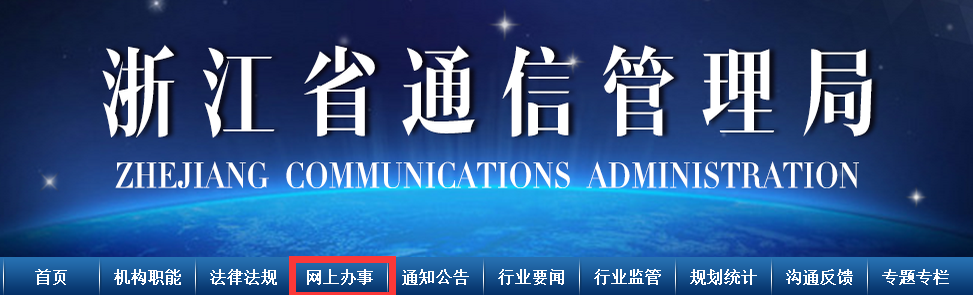 浙江省通信管理局
ZHEJIANG COMMUNICATIONS ADMINISTRATION
首页 机构职能 法律法规 网上办事 通知公告 行业要闻 行业监管 规划统计 沟通反馈 专题专栏